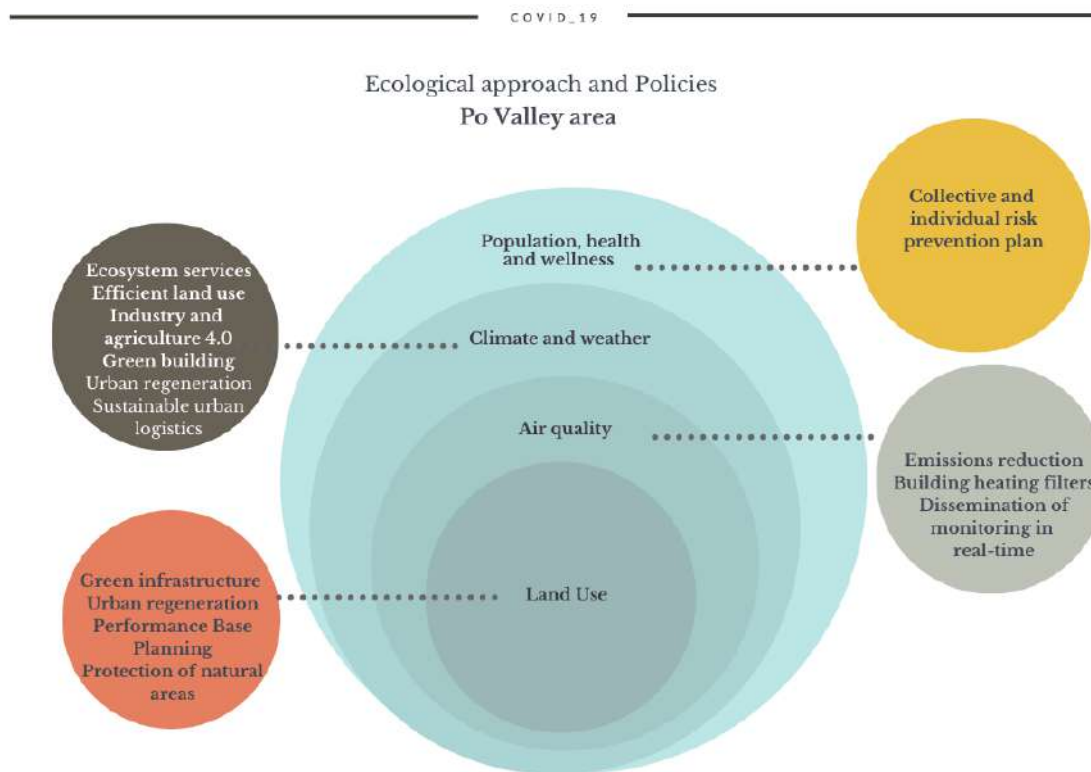 COVID_19
Ecological approach and Policies
Po Valley area
Collective and
individual risk
prevention plan
Population, health
and wellness
Ecosystem services
Efficient land use
Industry and
agriculture 4.0
Green building
Urban regeneration
Sustainable urban
logistics
Climate and weather
Air quality
Emissions reduction
Building heating filters
Dissemination of
monitoring in
real-time
Green infrastructure
Urban regeneration
Performance Base
Planning
Protection of natural
areas
Land Use